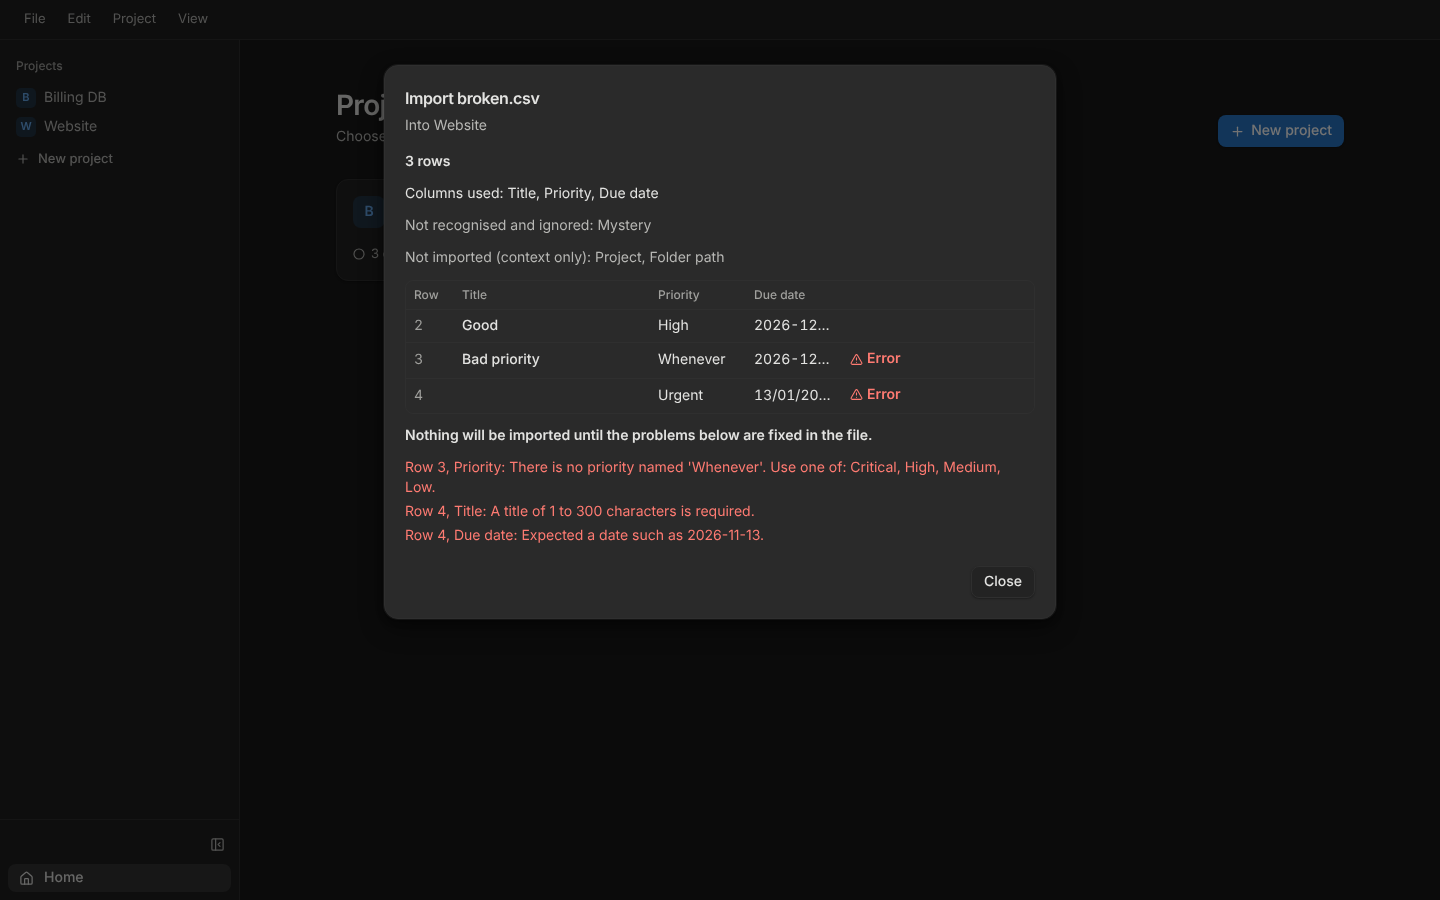 File Edit Project View
Projects
B Billing DB
W Website
+ New project
Proj
Choose
+ New project
B
3
Import broken.csv
Into Website
3 rows
Columns used: Title, Priority, Due date
Not recognised and ignored: Mystery
Not imported (context only): Project, Folder path
Row Title Priority Due date
2 Good High 2026-12...
3 Bad priority Whenever 2026-12... Error
4 Urgent 13/01/20... Error
Nothing will be imported until the problems below are fixed in the file.
Row 3, Priority: There is no priority named 'Whenever'. Use one of: Critical, High, Medium,
Low.
Row 4, Title: A title of 1 to 300 characters is required.
Row 4, Due date: Expected a date such as 2026-11-13.
Close
Home